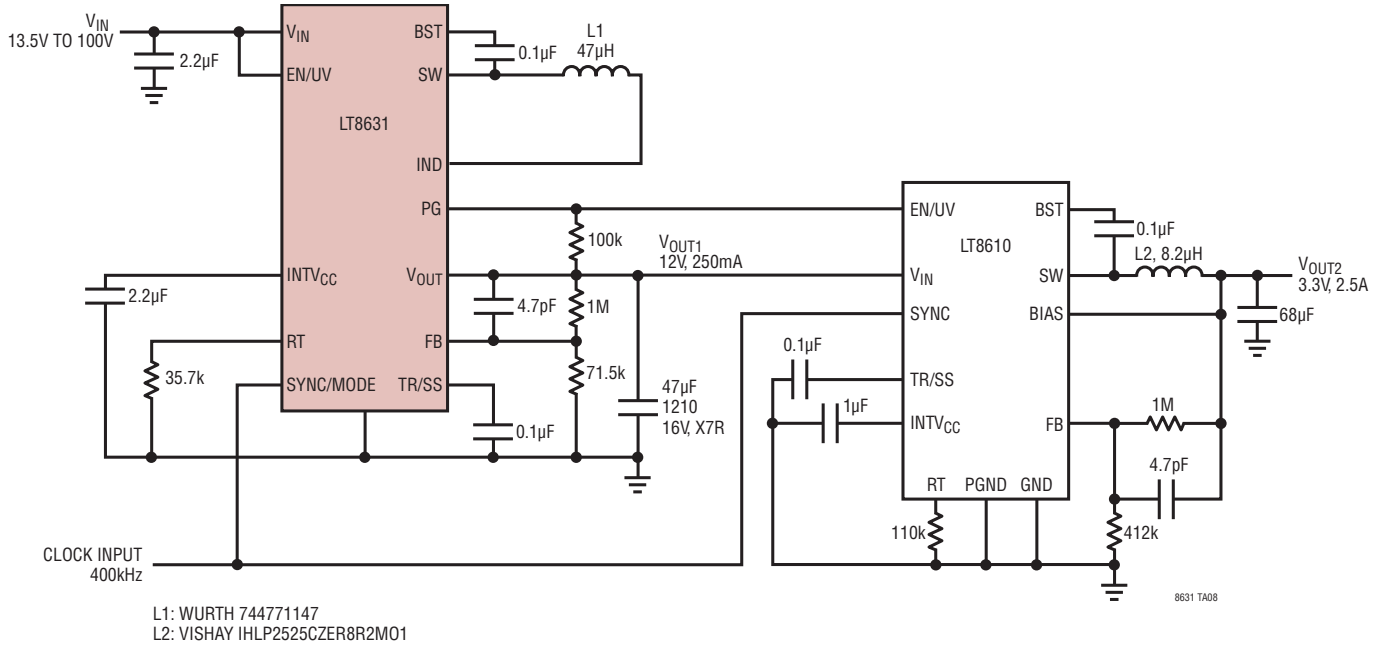 VIN
13.5V TO 100V
2.2µF
VIN
EN/UV
LT8631
BST
SW
IND
PG
0.1µF
L1
47µH
INTVCC
2.2µF
RT
35.7k
SYNC/MODE
VOUT
FB
TR/SS
100k
4.7pF
1M
71.5k
0.1µF
VOUT1
12V, 250mA
47µF
1210
16V, X7R
EN/UV
BST
LT8610
VIN
SW
SYNC
BIAS
TR/SS
INTVCC
FB
RT
PGND
GND
0.1µF
L2, 8.2µH
VOUT2
3.3V, 2.5A
68µF
0.1µF
1µF
1M
4.7pF
110k
412k
CLOCK INPUT
400kHz
8631 TA08
L1: WURTH 744771147
L2: VISHAY IHLP2525CZER8R2MO1